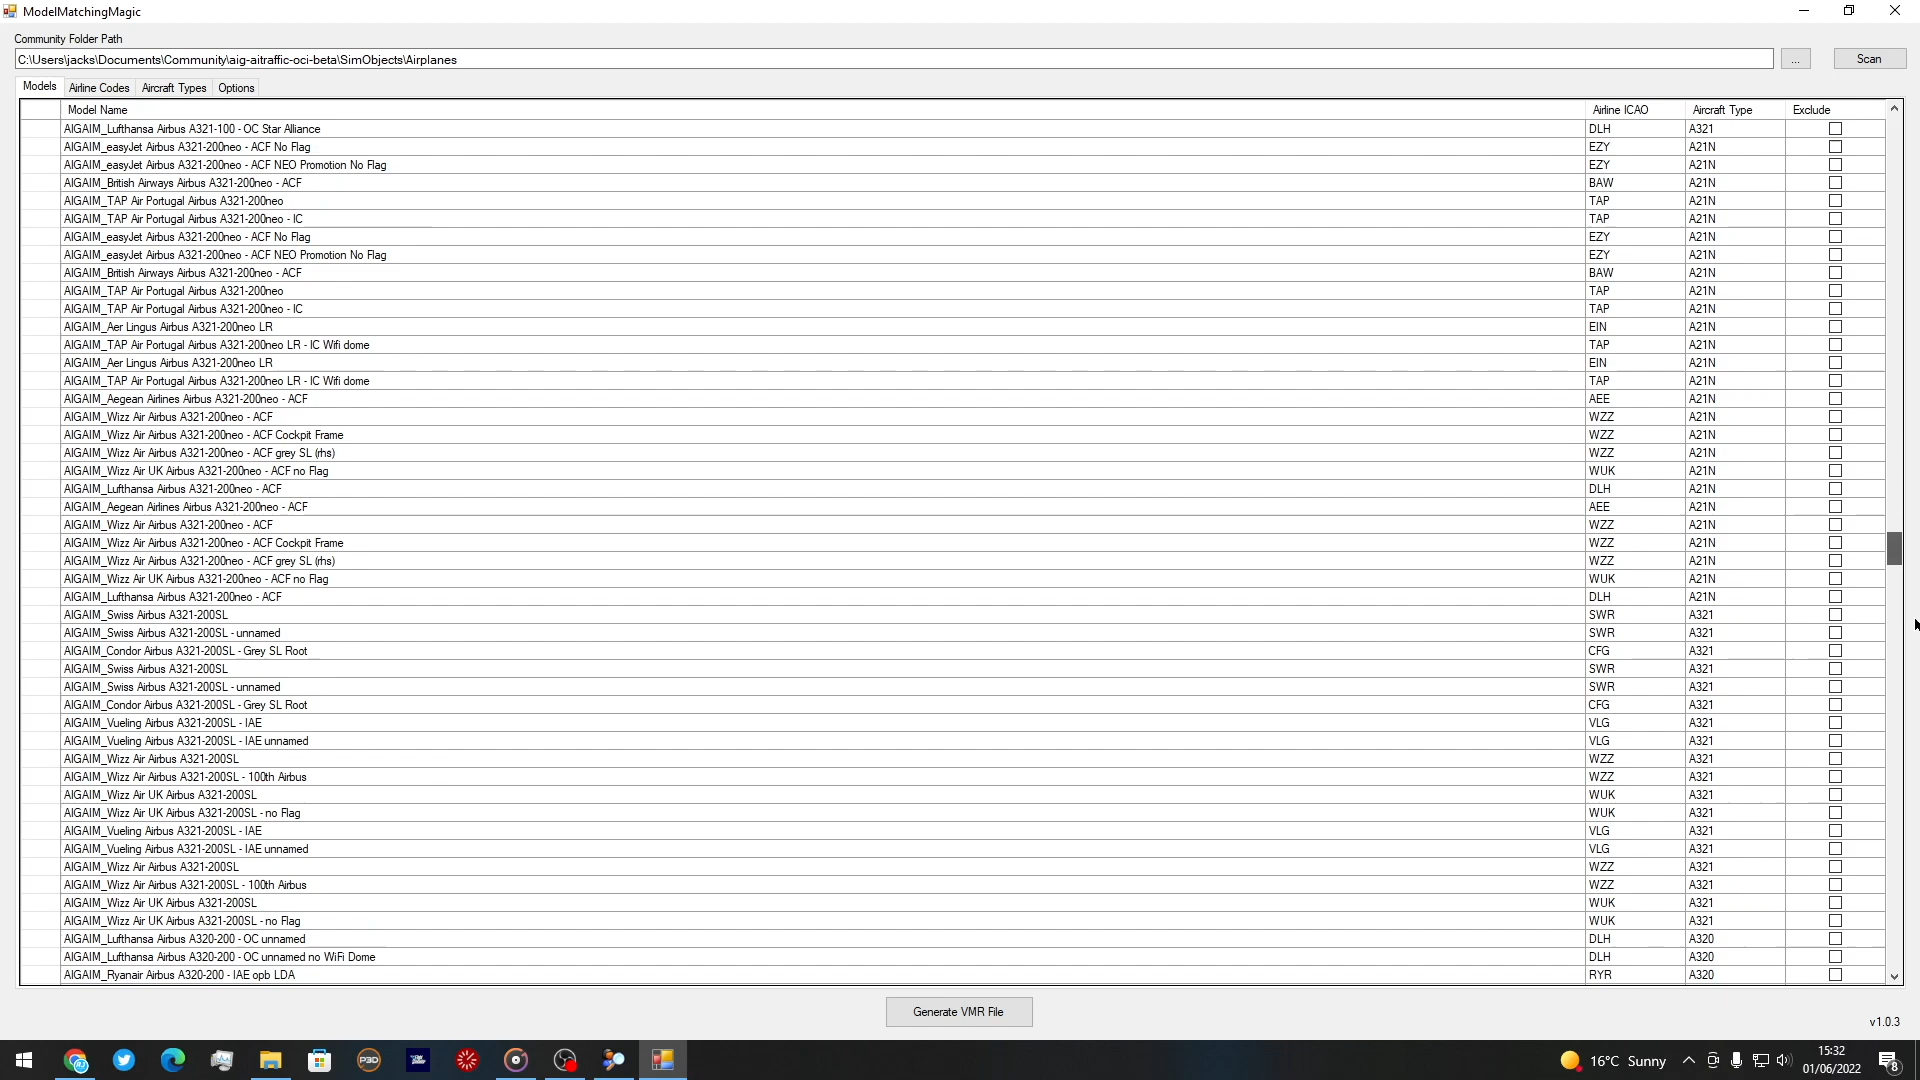 ModelMatchingMagic
Community Folder Path
C:\Users\jacks\Documents\Community\aig-aitraffic-oci-beta\SimObjects\Airplanes
...
Scan
Models Airline Codes Aircraft Types Options
Model Name Airline ICAO Aircraft Type Exclude
AIGAIM_Lufthansa Airbus A321-100 - OC Star Alliance DLH A321
AIGAIM_easyJet Airbus A321-200neo - ACF No Flag EZY A21N
AIGAIM_easyJet Airbus A321-200neo - ACF NEO Promotion No Flag EZY A21N
AIGAIM_British Airways Airbus A321-200neo - ACF BAW A21N
AIGAIM_TAP Air Portugal Airbus A321-200neo TAP A21N
AIGAIM_TAP Air Portugal Airbus A321-200neo - IC TAP A21N
AIGAIM_easyJet Airbus A321-200neo - ACF No Flag EZY A21N
AIGAIM_easyJet Airbus A321-200neo - ACF NEO Promotion No Flag EZY A21N
AIGAIM_British Airways Airbus A321-200neo - ACF BAW A21N
AIGAIM_TAP Air Portugal Airbus A321-200neo TAP A21N
AIGAIM_TAP Air Portugal Airbus A321-200neo - IC TAP A21N
AIGAIM_Aer Lingus Airbus A321-200neo LR EIN A21N
AIGAIM_TAP Air Portugal Airbus A321-200neo LR - IC Wifi dome TAP A21N
AIGAIM_Aer Lingus Airbus A321-200neo LR EIN A21N
AIGAIM_TAP Air Portugal Airbus A321-200neo LR - IC Wifi dome TAP A21N
AIGAIM_Aegean Airlines Airbus A321-200neo - ACF AEE A21N
AIGAIM_Wizz Air Airbus A321-200neo - ACF WZZ A21N
AIGAIM_Wizz Air Airbus A321-200neo - ACF Cockpit Frame WZZ A21N
AIGAIM_Wizz Air Airbus A321-200neo - ACF grey SL (rhs) WZZ A21N
AIGAIM_Wizz Air UK Airbus A321-200neo - ACF no Flag WUK A21N
AIGAIM_Lufthansa Airbus A321-200neo - ACF DLH A21N
AIGAIM_Aegean Airlines Airbus A321-200neo - ACF AEE A21N
AIGAIM_Wizz Air Airbus A321-200neo - ACF WZZ A21N
AIGAIM_Wizz Air Airbus A321-200neo - ACF Cockpit Frame WZZ A21N
AIGAIM_Wizz Air Airbus A321-200neo - ACF grey SL (rhs) WZZ A21N
AIGAIM_Wizz Air UK Airbus A321-200neo - ACF no Flag WUK A21N
AIGAIM_Lufthansa Airbus A321-200neo - ACF DLH A21N
AIGAIM_Swiss Airbus A321-200SL SWR A321
AIGAIM_Swiss Airbus A321-200SL - unnamed SWR A321
AIGAIM_Condor Airbus A321-200SL - Grey SL Root CFG A321
AIGAIM_Swiss Airbus A321-200SL SWR A321
AIGAIM_Swiss Airbus A321-200SL - unnamed SWR A321
AIGAIM_Condor Airbus A321-200SL - Grey SL Root CFG A321
AIGAIM_Vueling Airbus A321-200SL - IAE VLG A321
AIGAIM_Vueling Airbus A321-200SL - IAE unnamed VLG A321
AIGAIM_Wizz Air Airbus A321-200SL WZZ A321
AIGAIM_Wizz Air Airbus A321-200SL - 100th Airbus WZZ A321
AIGAIM_Wizz Air UK Airbus A321-200SL WUK A321
AIGAIM_Wizz Air UK Airbus A321-200SL - no Flag WUK A321
AIGAIM_Vueling Airbus A321-200SL - IAE VLG A321
AIGAIM_Vueling Airbus A321-200SL - IAE unnamed VLG A321
AIGAIM_Wizz Air Airbus A321-200SL WZZ A321
AIGAIM_Wizz Air Airbus A321-200SL - 100th Airbus WZZ A321
AIGAIM_Wizz Air UK Airbus A321-200SL WUK A321
AIGAIM_Wizz Air UK Airbus A321-200SL - no Flag WUK A321
AIGAIM_Lufthansa Airbus A320-200 - OC unnamed DLH A320
AIGAIM_Lufthansa Airbus A320-200 - OC unnamed no WiFi Dome DLH A320
AIGAIM_Ryanair Airbus A320-200 - IAE opb LDA RYR A320
Generate VMR File
v1.0.3
P3D
16°C Sunny
15:32
01/06/2022
8